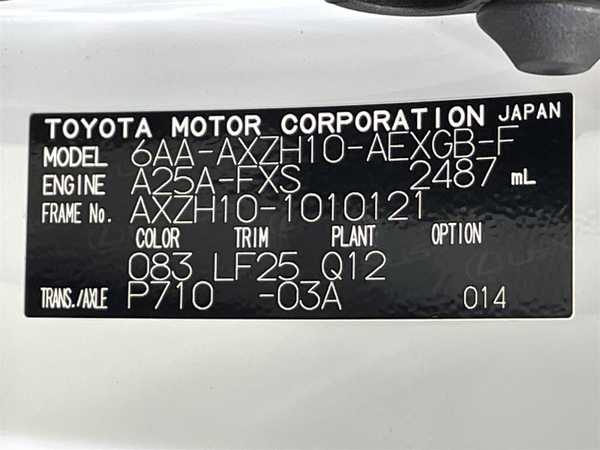 TOYOTA MOTOR CORPORATION JAPAN
MODEL 6AA-AXZH10-AEXGB-F
ENGINE A25A-FXS 2487 mL
FRAME No. AXZH10-1010121
COLOR TRIM PLANT OPTION
083 LF25 Q12
TRANS./AXLE P710 -03A 014